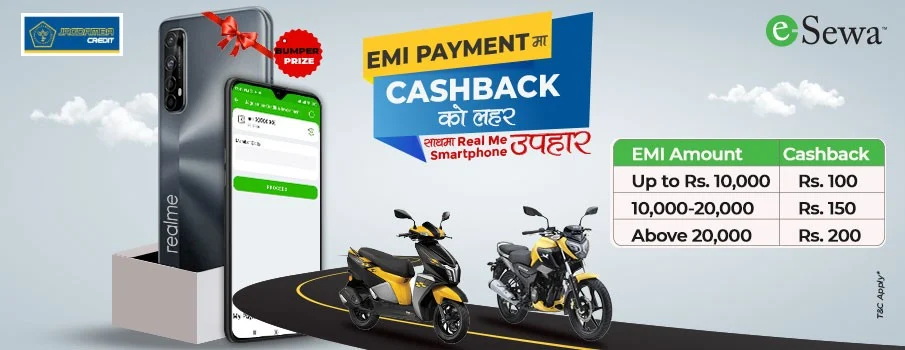 JAGDAMBA
CREDIT
BUMPER
PRIZE
realme
PROCEED
EMI PAYMENT मा
CASHBACK
को लहर
साथमा Real Me
Smartphone उपहार
e-Sewa™
EMI Amount Cashback
Up to Rs. 10,000 Rs. 100
10,000-20,000 Rs. 150
Above 20,000 Rs. 200
T&C Apply*